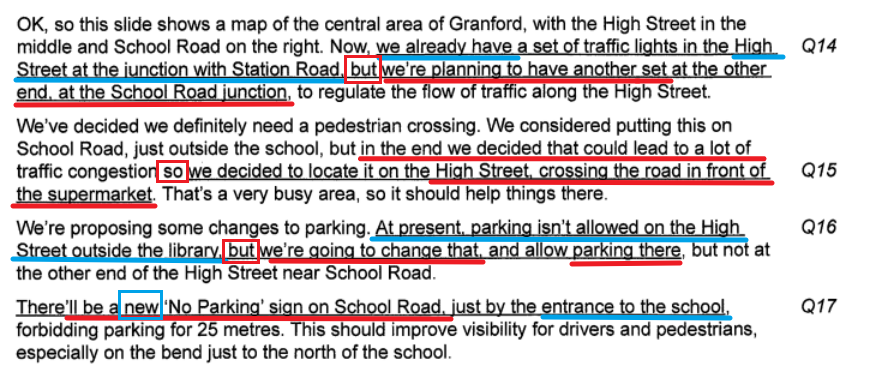 OK, so this slide shows a map of the central area of Granford, with the High Street in the
middle and School Road on the right. Now, we already have a set of traffic lights in the High Q14
Street at the junction with Station Road, but we're planning to have another set at the other
end, at the School Road junction, to regulate the flow of traffic along the High Street.
We've decided we definitely need a pedestrian crossing. We considered putting this on
School Road, just outside the school, but in the end we decided that could lead to a lot of
traffic congestion so we decided to locate it on the High Street, crossing the road in front of Q15
the supermarket. That's a very busy area, so it should help things there.
We're proposing some changes to parking. At present, parking isn't allowed on the High Q16
Street outside the library, but we're going to change that, and allow parking there, but not at
the other end of the High Street near School Road.
There'll be a new 'No Parking' sign on School Road, just by the entrance to the school, Q17
forbidding parking for 25 metres. This should improve visibility for drivers and pedestrians,
especially on the bend just to the north of the school.